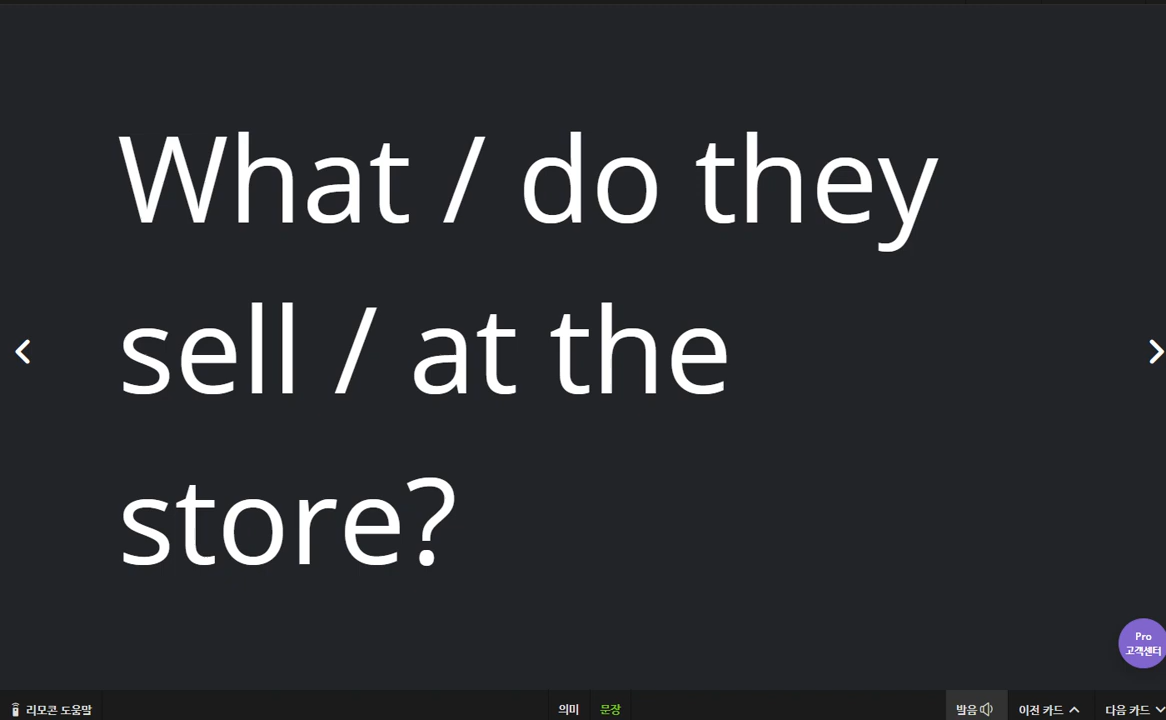 What / do they
sell / at the
store?
Pro
고객센터
리모콘 도움말
의미
문장
발음
이전 카드
다음 카드